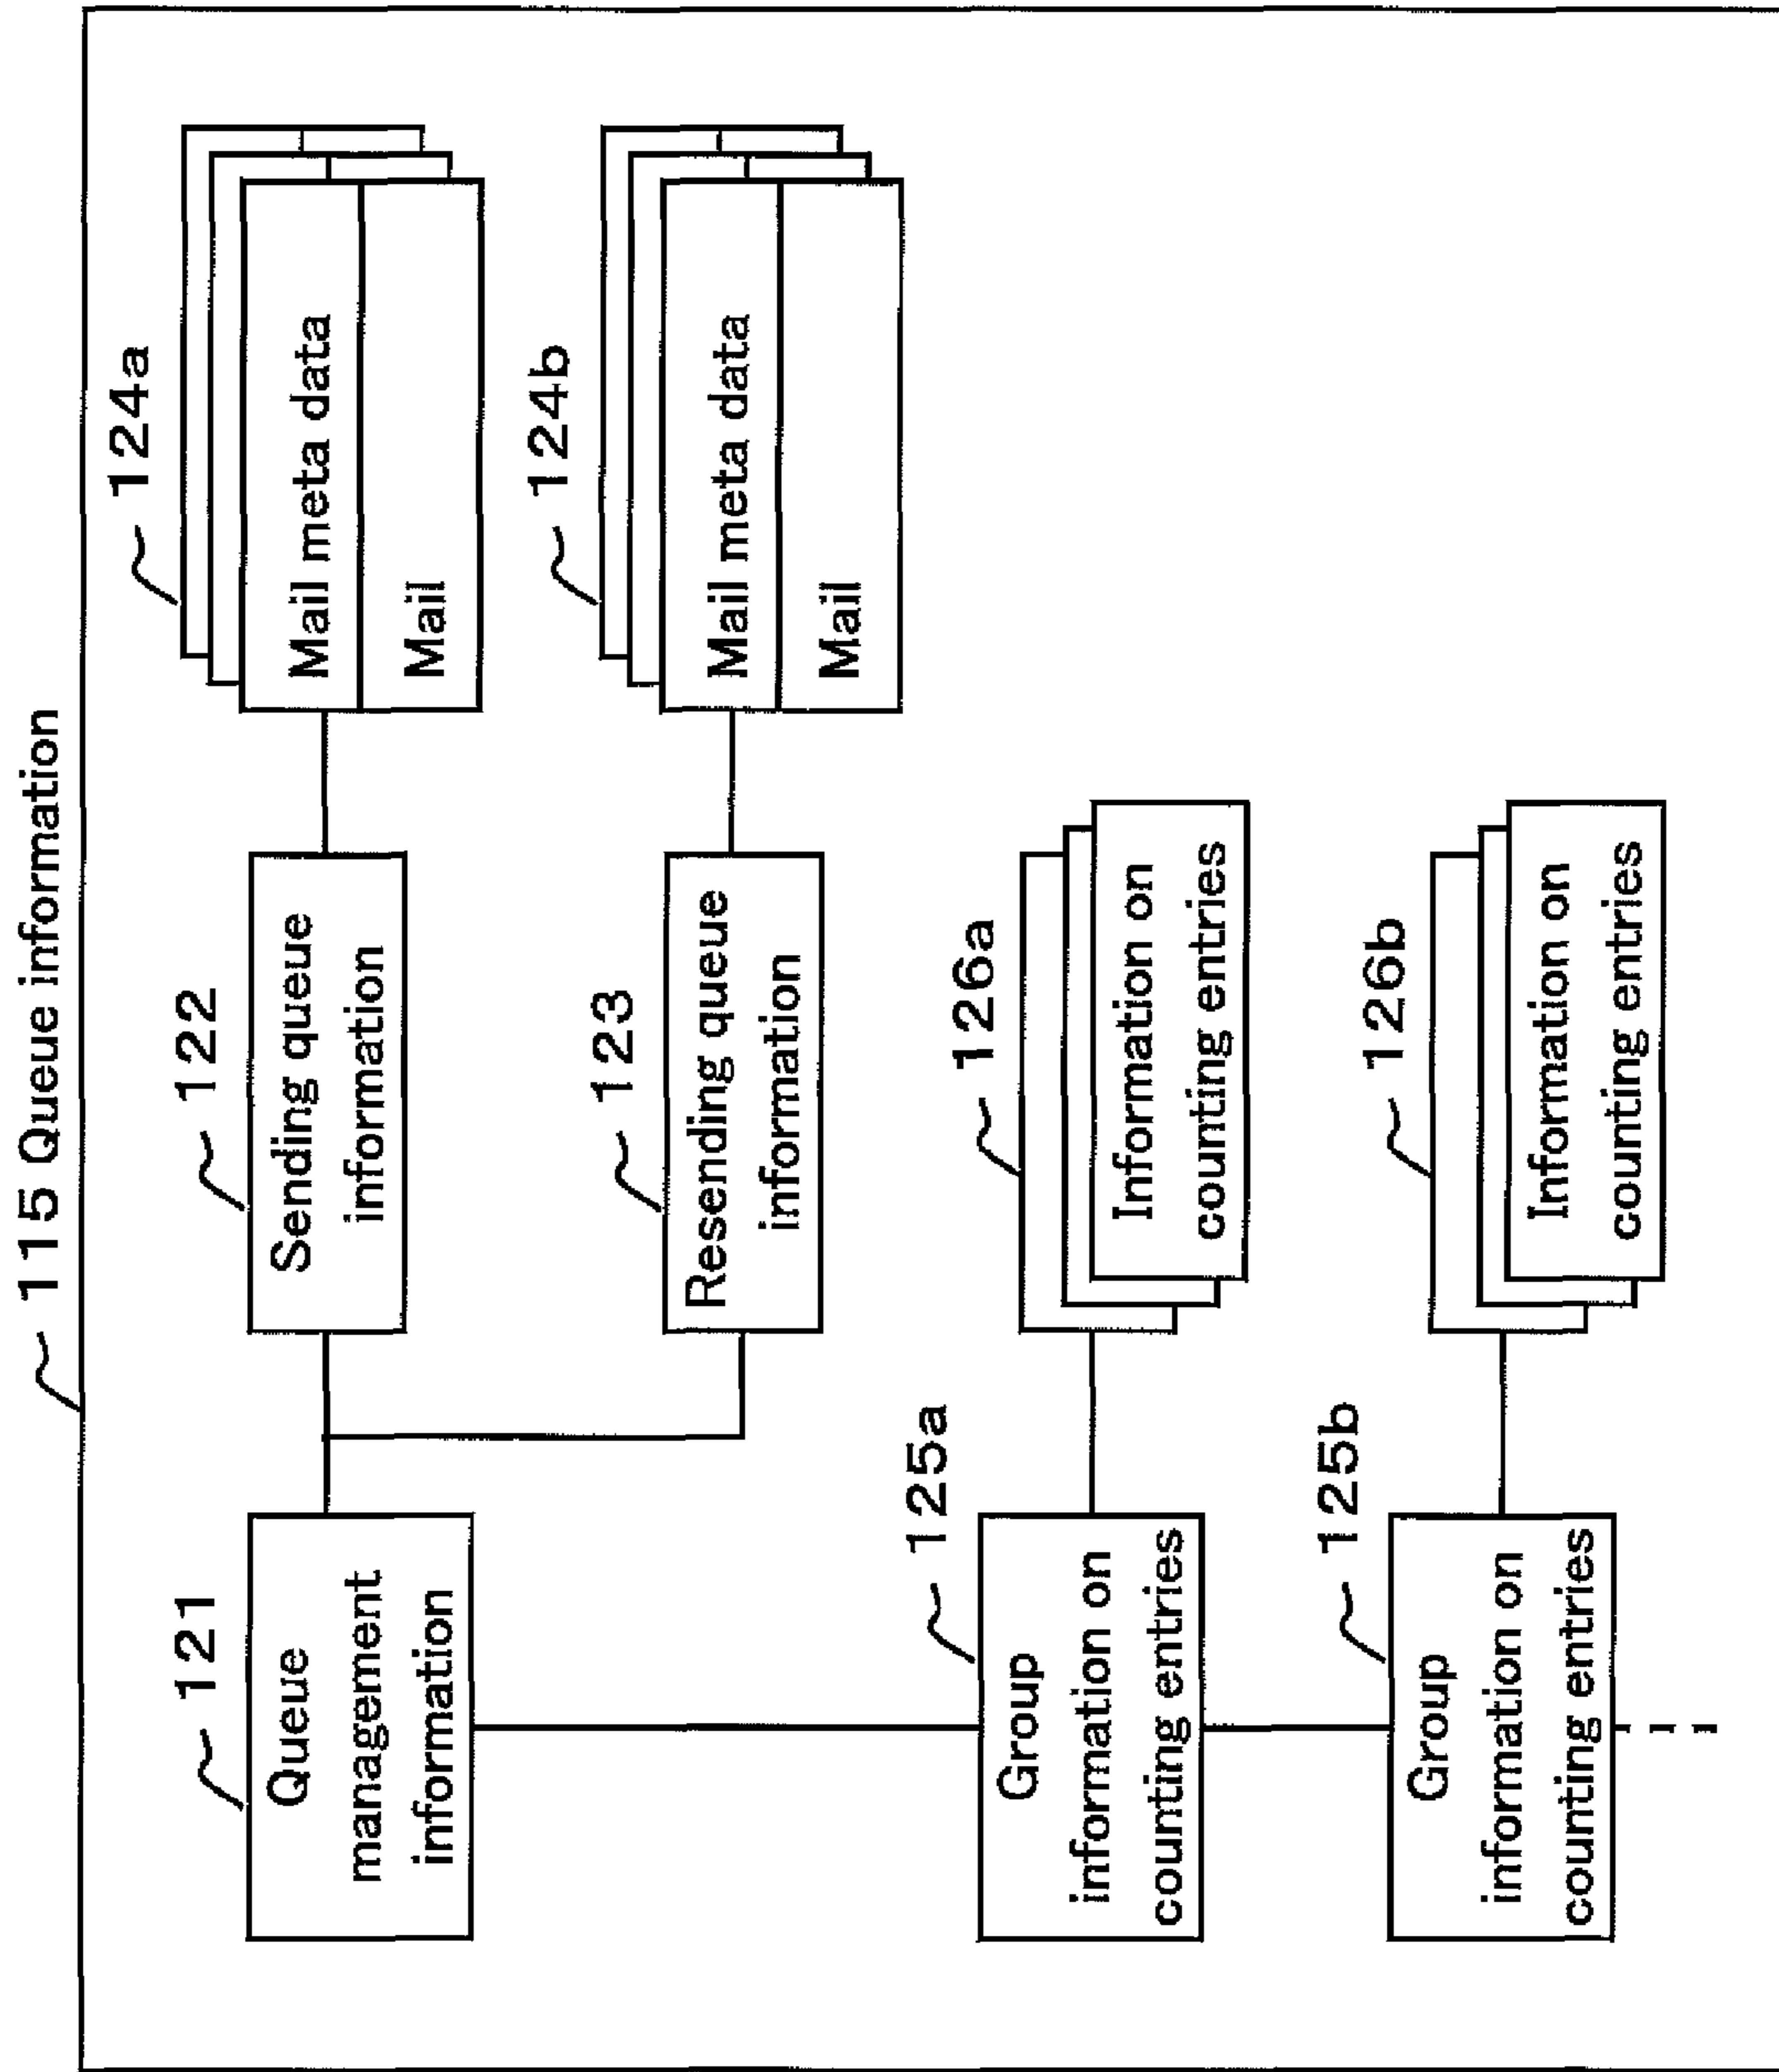 115 Queue information
121
Queue
management
information
122
Sending queue
information
124a
Mail meta data
Mail
123
Resending queue
information
124b
Mail meta data
Mail
125a
Group
information on
counting entries
126a
Information on
counting entries
125b
Group
information on
counting entries
126b
Information on
counting entries